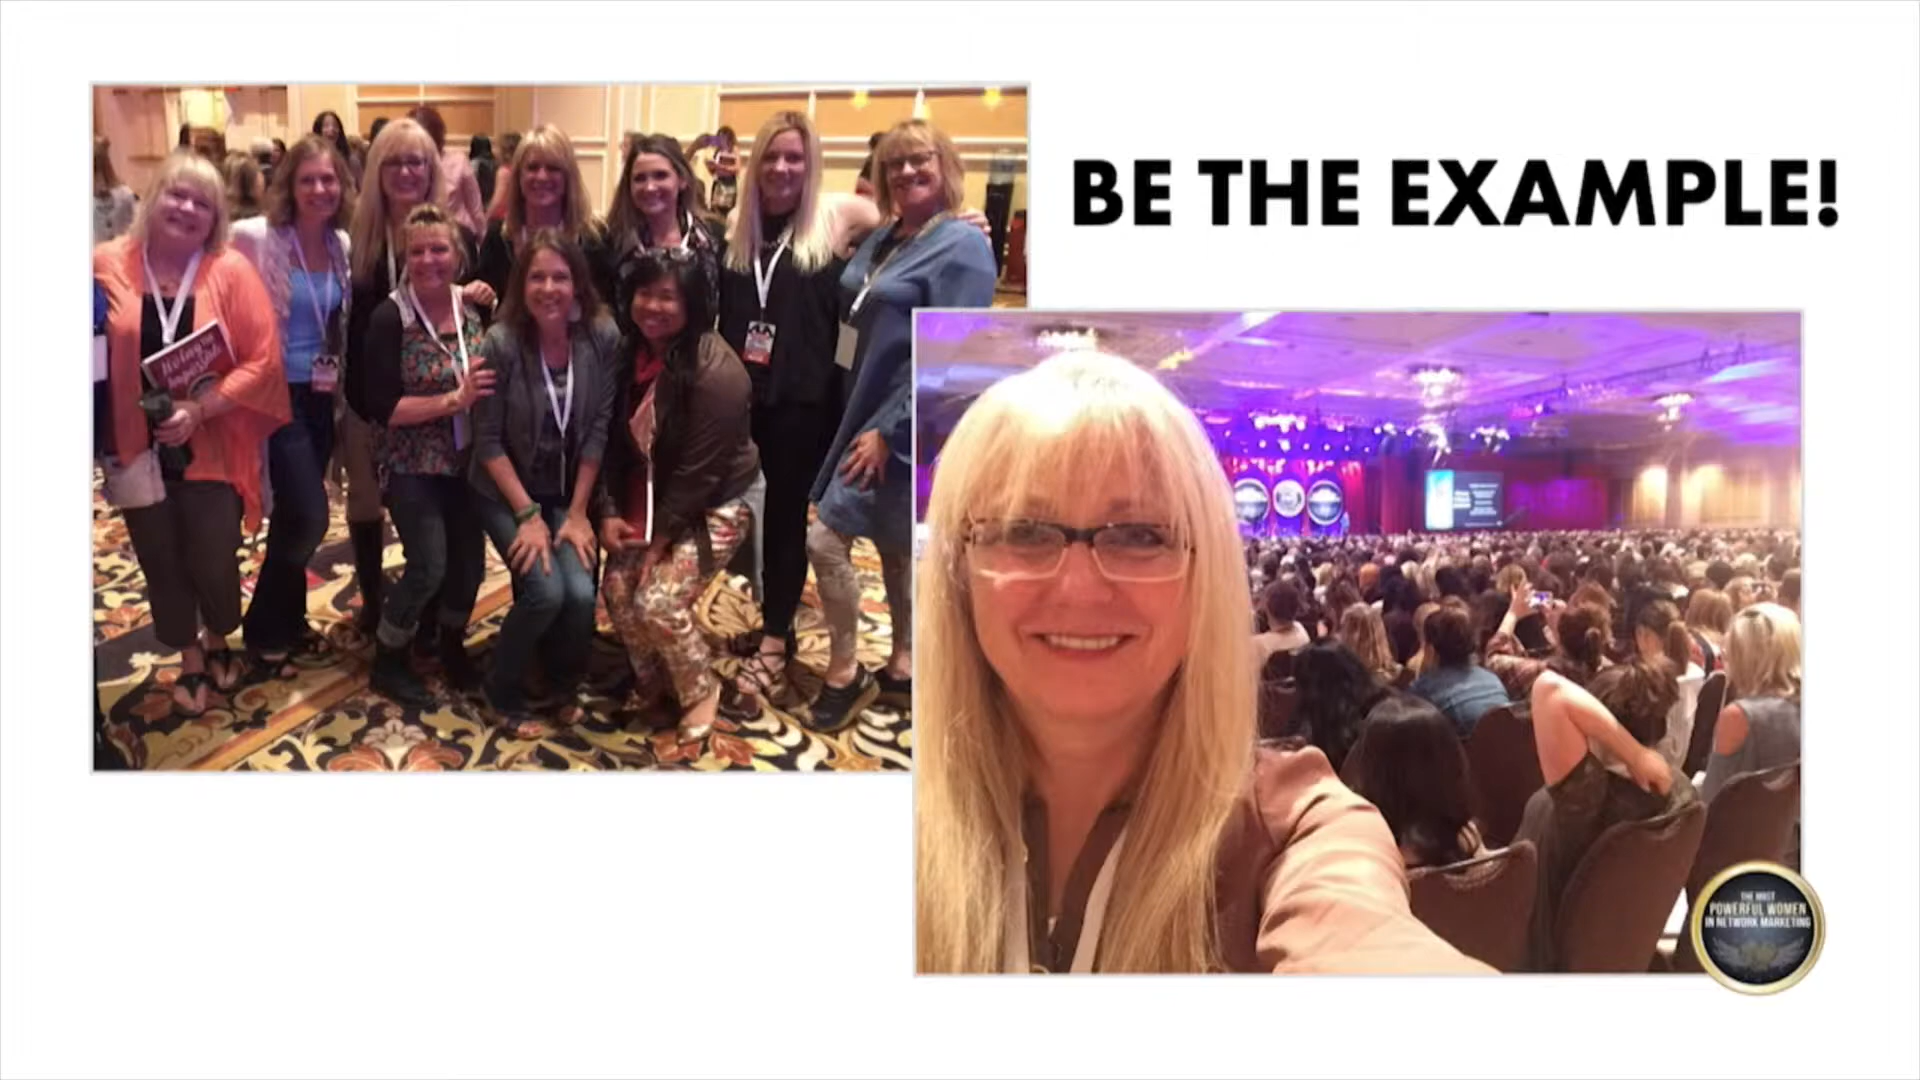 BE THE EXAMPLE!
THE MOST
POWERFUL WOMEN
IN NETWORK MARKETING